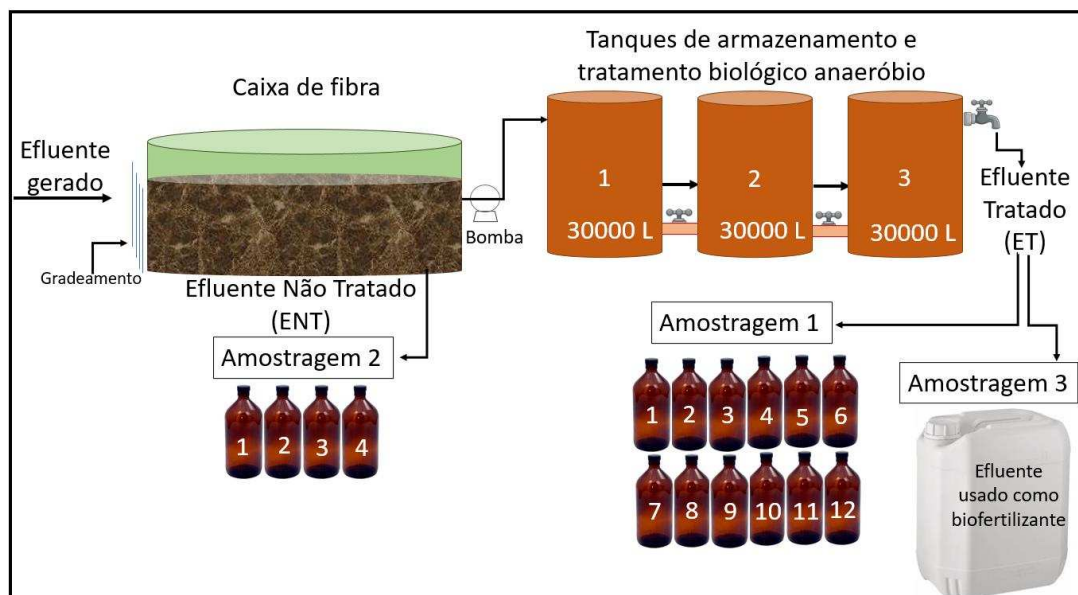 Tanques de armazenamento e
tratamento biológico anaeróbio
Caixa de fibra
Efluente
gerado
Gradeamento
Bomba
1
30000 L
2
30000 L
3
30000 L
Efluente
Tratado
(ET)
Efluente Não Tratado
(ENT)
Amostragem 2
1 2 3 4
Amostragem 1
1 2 3 4 5 6
7 8 9 10 11 12
Amostragem 3
Efluente
usado como
biofertilizante